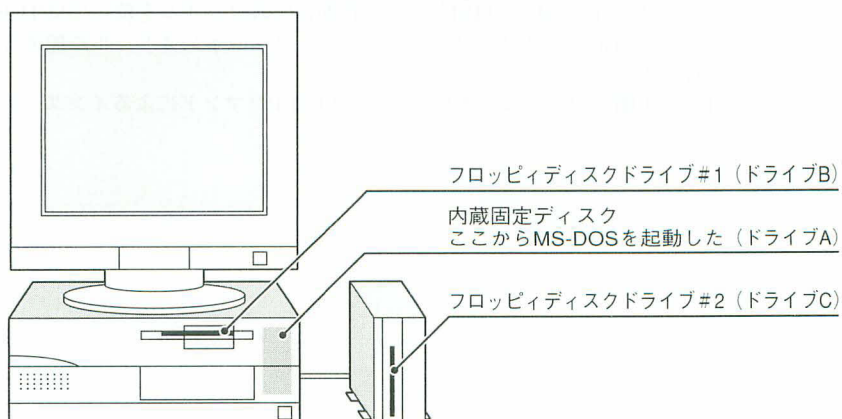 フロッピィディスクドライブ#1（ドライブB）
内蔵固定ディスク
ここからMS-DOSを起動した（ドライブA）
フロッピィディスクドライブ#2（ドライブC）